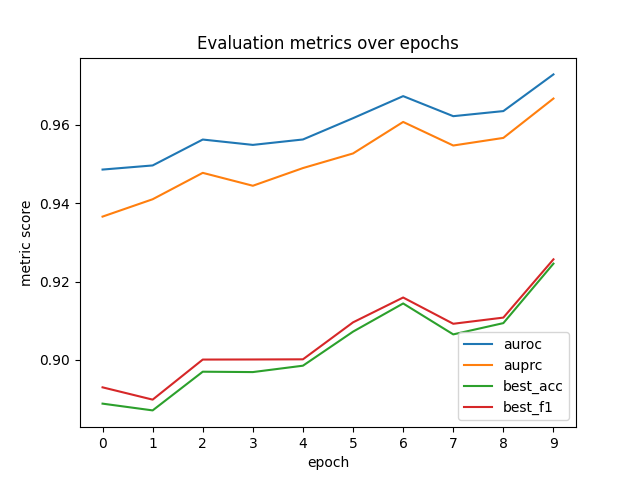 Evaluation metrics over epochs
metric score
0.96
0.94
0.92
0.90
auroc
auprc
best_acc
best_f1
0 1 2 3 4 5 6 7 8 9
epoch